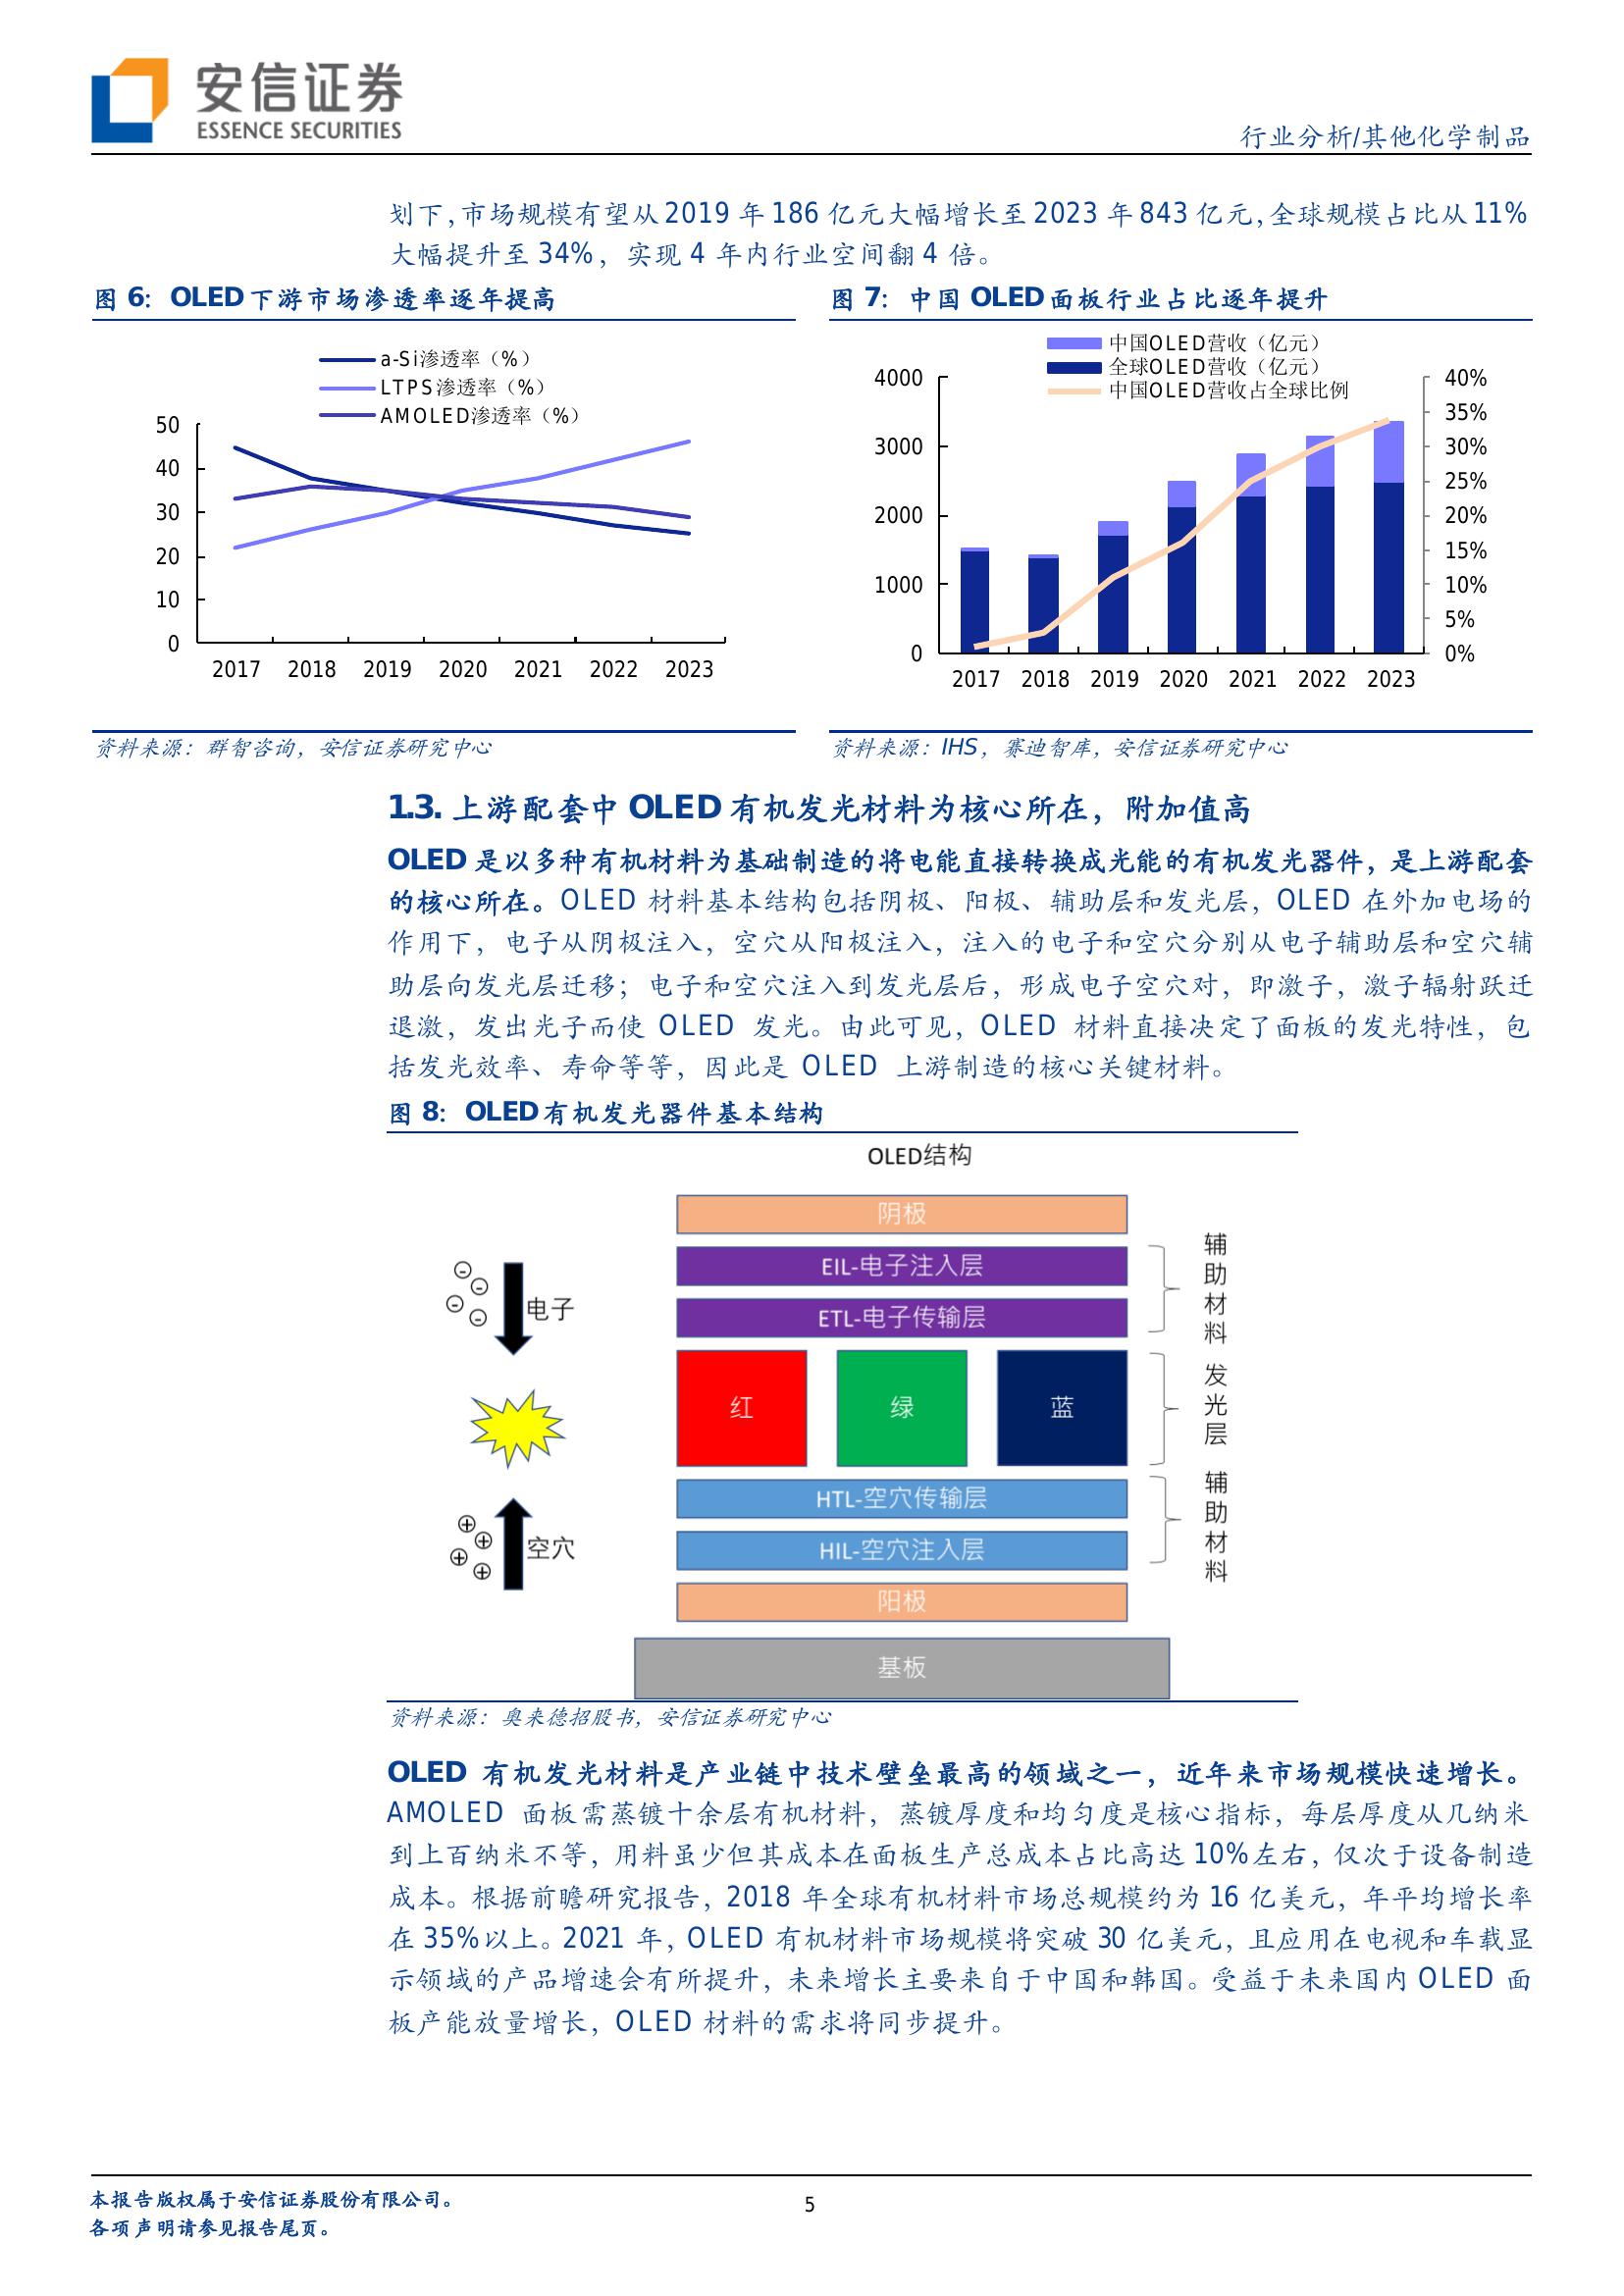 安信证券
ESSENCE SECURITIES
行业分析/其他化学制品
划下，市场规模有望从 2019 年 186 亿元大幅增长至 2023 年 843 亿元，全球规模占比从 11%
大幅提升至 34%，实现 4 年内行业空间翻 4 倍。
图 6：OLED 下游市场渗透率逐年提高
a-Si渗透率（%）
LTPS渗透率（%）
AMOLED渗透率（%）
50
40
30
20
10
0
2017 2018 2019 2020 2021 2022 2023
资料来源：群智咨询，安信证券研究中心
图 7：中国 OLED 面板行业占比逐年提升
中国OLED营收（亿元）
全球OLED营收（亿元）
中国OLED营收占全球比例
4000
3000
2000
1000
0
40%
35%
30%
25%
20%
15%
10%
5%
0%
2017 2018 2019 2020 2021 2022 2023
资料来源：IHS，赛迪智库，安信证券研究中心
1.3. 上游配套中 OLED 有机发光材料为核心所在，附加值高
OLED 是以多种有机材料为基础制造的将电能直接转换成光能的有机发光器件，是上游配套
的核心所在。OLED 材料基本结构包括阴极、阳极、辅助层和发光层，OLED 在外加电场的
作用下，电子从阴极注入，空穴从阳极注入，注入的电子和空穴分别从电子辅助层和空穴辅
助层向发光层迁移；电子和空穴注入到发光层后，形成电子空穴对，即激子，激子辐射跃迁
退激，发出光子而使 OLED 发光。由此可见，OLED 材料直接决定了面板的发光特性，包
括发光效率、寿命等等，因此是 OLED 上游制造的核心关键材料。
图 8：OLED 有机发光器件基本结构
OLED结构
阴极
EIL-电子注入层
ETL-电子传输层
辅助材料
电子
红 绿 蓝
发光层
HTL-空穴传输层
HIL-空穴注入层
辅助材料
空穴
阳极
基板
资料来源：奥来德招股书，安信证券研究中心
OLED 有机发光材料是产业链中技术壁垒最高的领域之一，近年来市场规模快速增长。
AMOLED 面板需蒸镀十余层有机材料，蒸镀厚度和均匀度是核心指标，每层厚度从几纳米
到上百纳米不等，用料虽少但其成本在面板生产总成本占比高达 10%左右，仅次于设备制造
成本。根据前瞻研究报告，2018 年全球有机材料市场总规模约为 16 亿美元，年平均增长率
在 35%以上。2021 年，OLED 有机材料市场规模将突破 30 亿美元，且应用在电视和车载显
示领域的产品增速会有所提升，未来增长主要来自于中国和韩国。受益于未来国内 OLED 面
板产能放量增长，OLED 材料的需求将同步提升。
本报告版权属于安信证券股份有限公司。
各项声明请参见报告尾页。
5